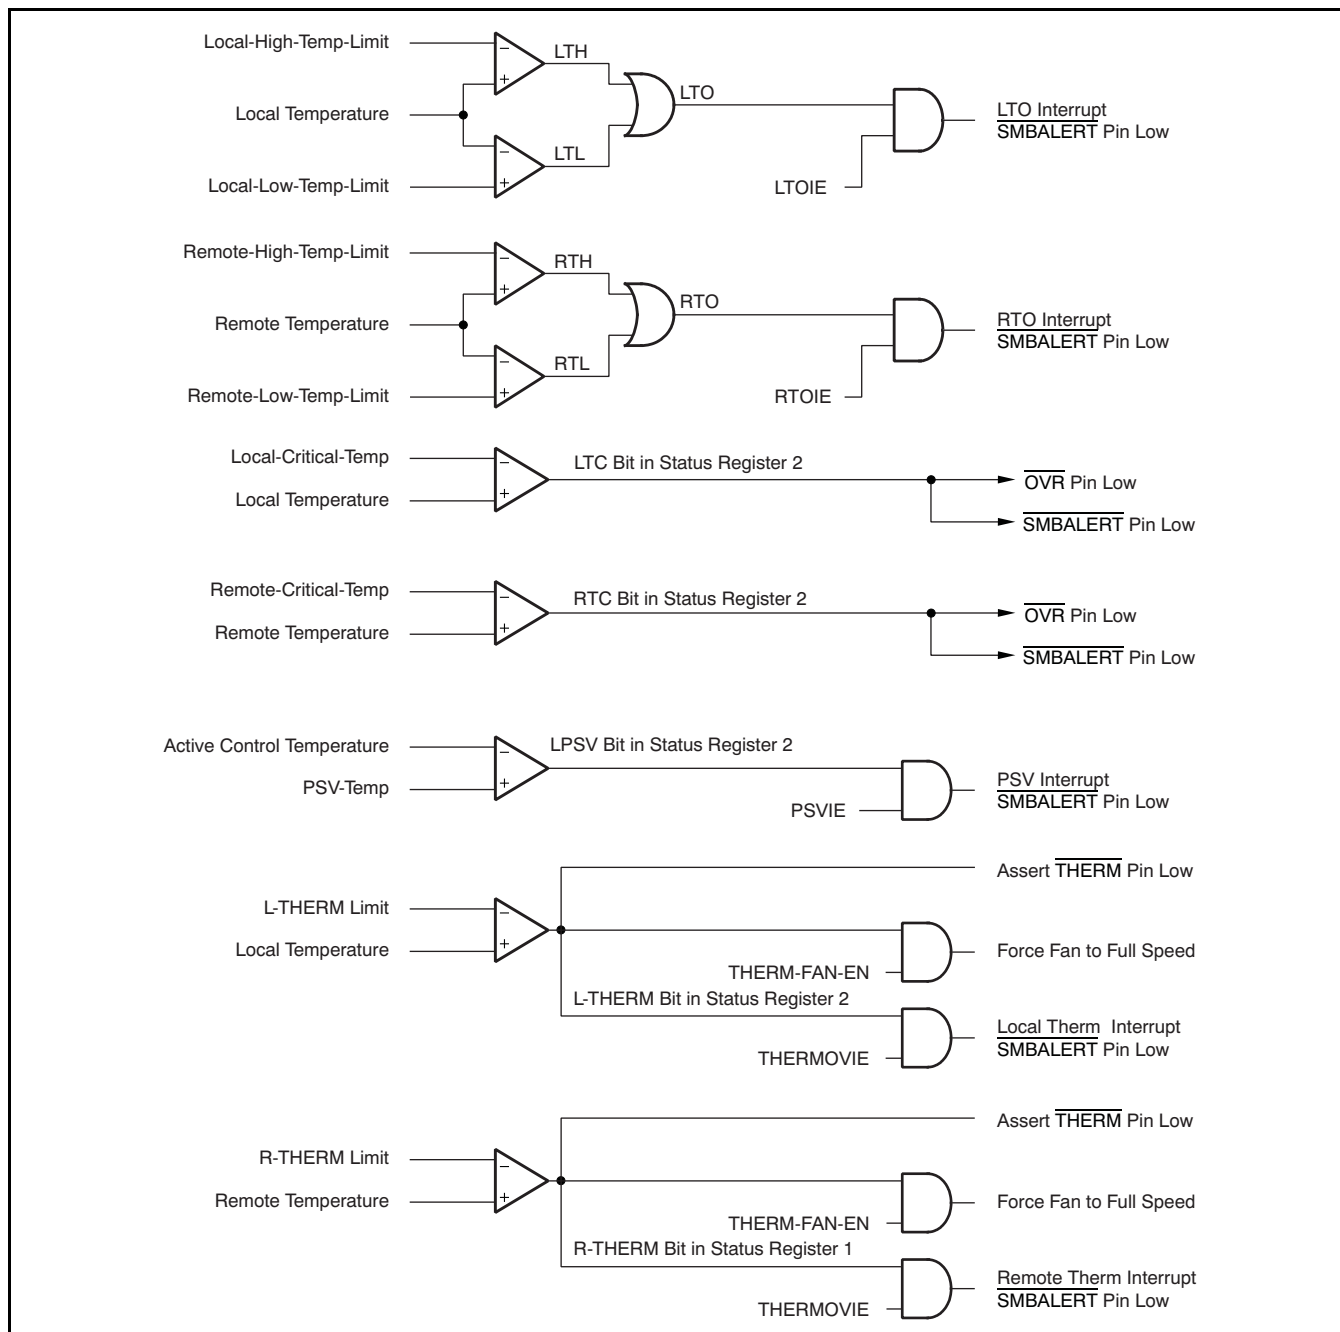 Local-High-Temp-Limit
LTH
Local Temperature
LTO
LTL
Local-Low-Temp-Limit
LTOIE
LTO Interrupt
SMBALERT Pin Low
Remote-High-Temp-Limit
RTH
Remote Temperature
RTO
RTL
Remote-Low-Temp-Limit
RTOIE
RTO Interrupt
SMBALERT Pin Low
Local-Critical-Temp
Local Temperature
LTC Bit in Status Register 2
OVR Pin Low
SMBALERT Pin Low
Remote-Critical-Temp
Remote Temperature
RTC Bit in Status Register 2
OVR Pin Low
SMBALERT Pin Low
Active Control Temperature
PSV-Temp
LPSV Bit in Status Register 2
PSVIE
PSV Interrupt
SMBALERT Pin Low
Assert THERM Pin Low
L-THERM Limit
Local Temperature
THERM-FAN-EN
Force Fan to Full Speed
L-THERM Bit in Status Register 2
THERMOVIE
Local Therm Interrupt
SMBALERT Pin Low
Assert THERM Pin Low
R-THERM Limit
Remote Temperature
THERM-FAN-EN
Force Fan to Full Speed
R-THERM Bit in Status Register 1
THERMOVIE
Remote Therm Interrupt
SMBALERT Pin Low